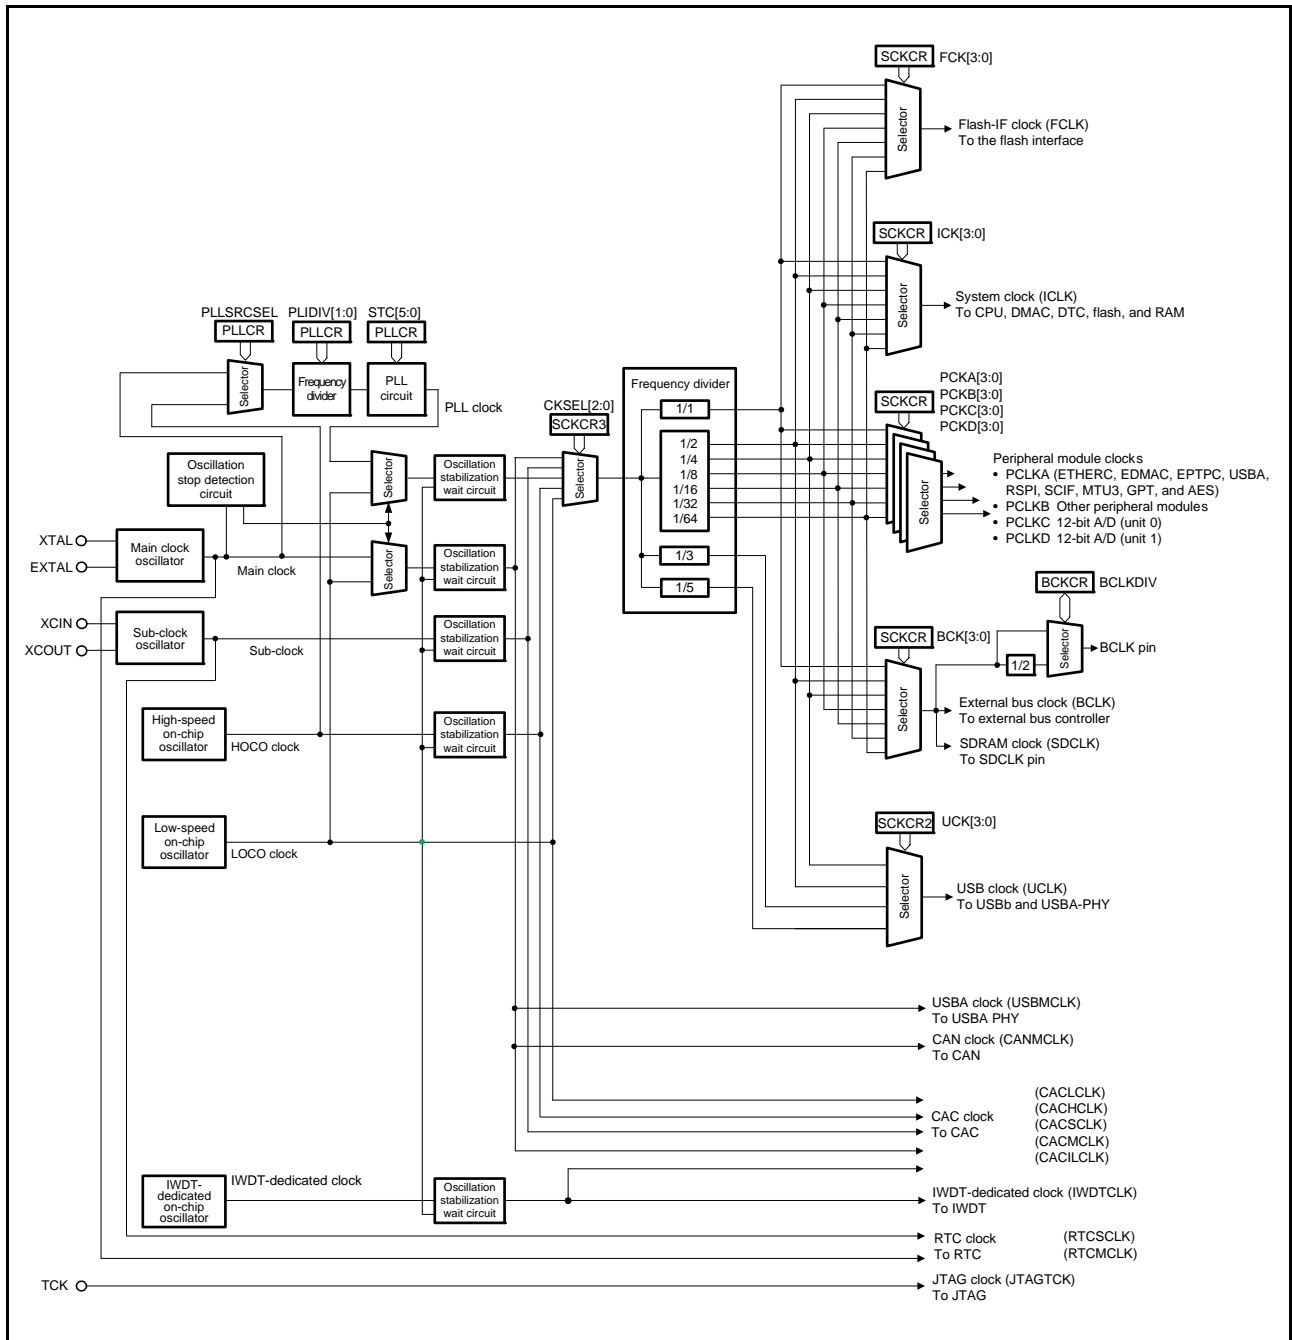 SCKCR FCK[3:0]
Selector
Flash-IF clock (FCLK)
To the flash interface
SCKCR ICK[3:0]
Selector
System clock (ICLK)
To CPU, DMAC, DTC, flash, and RAM
PLLSRCSEL PLIDIV[1:0] STC[5:0]
PLLCR PLLCR PLLCR
Selector
Frequency
divider
PLL
circuit
PLL clock
CKSEL[2:0]
SCKCR3
Selector
Frequency divider
1/1
1/2
1/4
1/8
1/16
1/32
1/64
1/3
1/5
SCKCR
PCKA[3:0]
PCKB[3:0]
PCKC[3:0]
PCKD[3:0]
Selector
Peripheral module clocks
• PCLKA (ETHERC, EDMAC, EPTPC, USBA,
RSPI, SCIF, MTU3, GPT, and AES)
• PCLKB Other peripheral modules
• PCLKC 12-bit A/D (unit 0)
• PCLKD 12-bit A/D (unit 1)
Oscillation
stop detection
circuit
Selector
Oscillation
stabilization
wait circuit
XTAL
EXTAL
Main clock
oscillator
Main clock
Selector
Oscillation
stabilization
wait circuit
XCIN
XCOUT
Sub-clock
oscillator
Sub-clock
Oscillation
stabilization
wait circuit
BCKCR BCLKDIV
Selector
1/2
BCLK pin
SCKCR BCK[3:0]
Selector
External bus clock (BCLK)
To external bus controller
SDRAM clock (SDCLK)
To SDCLK pin
High-speed
on-chip
oscillator
HOCO clock
Oscillation
stabilization
wait circuit
Low-speed
on-chip
oscillator
LOCO clock
SCKCR2 UCK[3:0]
Selector
USB clock (UCLK)
To USBb and USBA-PHY
USBA clock (USBMCLK)
To USBA PHY
CAN clock (CANMCLK)
To CAN
CAC clock
To CAC
(CACLCLK)
(CACHCLK)
(CACSCLK)
(CACMCLK)
(CACILCLK)
IWDT-
dedicated
on-chip
oscillator
IWDT-dedicated clock
Oscillation
stabilization
wait circuit
IWDT-dedicated clock (IWDTCLK)
To IWDT
RTC clock (RTCSCLK)
To RTC (RTCMCLK)
TCK
JTAG clock (JTAGTCK)
To JTAG